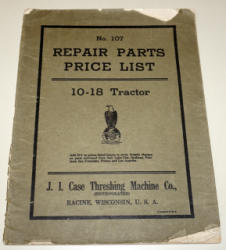 No. 107
REPAIR PARTS
PRICE LIST
10-18 Tractor
J. I. Case Threshing Machine Co.,
(INCORPORATED)
RACINE, WISCONSIN, U. S. A.